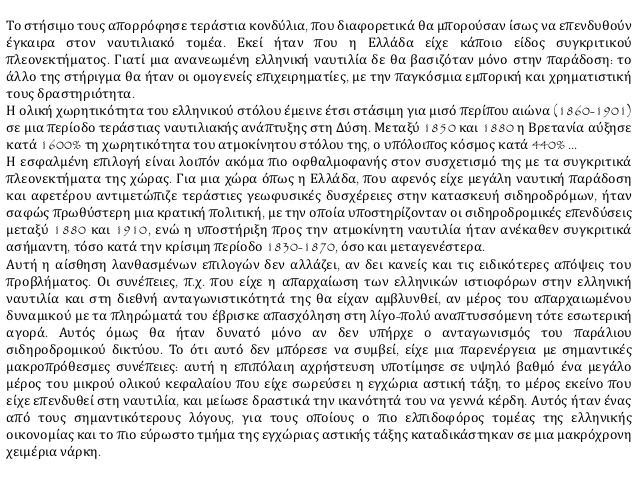 Το στήσιμο τους απορρόφησε τεράστια κονδύλια, που διαφορετικά θα μπορούσαν ίσως να επενδυθούν
έγκαιρα στον ναυτιλιακό τομέα. Εκεί ήταν που η Ελλάδα είχε κάποιο είδος συγκριτικού
πλεονεκτήματος. Γιατί μια ανανεωμένη ελληνική ναυτιλία δε θα βασιζόταν μόνο στην παράδοση: το
άλλο της στήριγμα θα ήταν οι ομογενείς επιχειρηματίες, με την παγκόσμια εμπορική και χρηματιστική
τους δραστηριότητα.
Η ολική χωρητικότητα του ελληνικού στόλου έμεινε έτσι στάσιμη για μισό περίπου αιώνα (1860-1901)
σε μια περίοδο τεράστιας ναυτιλιακής ανάπτυξης στη Δύση. Μεταξύ 1850 και 1880 η Βρετανία αύξησε
κατά 1600% τη χωρητικότητα του ατμοκίνητου στόλου της, ο υπόλοιπος κόσμος κατά 440% ...
Η εσφαλμένη επιλογή είναι λοιπόν ακόμα πιο οφθαλμοφανής στον συσχετισμό της με τα συγκριτικά
πλεονεκτήματα της χώρας. Για μια χώρα όπως η Ελλάδα, που αφενός είχε μεγάλη ναυτική παράδοση
και αφετέρου αντιμετώπιζε τεράστιες γεωφυσικές δυσχέρειες στην κατασκευή σιδηροδρόμων, ήταν
σαφώς πρωθύστερη μια κρατική πολιτική, με την οποία υποστηρίζονταν οι σιδηροδρομικές επενδύσεις
μεταξύ 1880 και 1910, ενώ η υποστήριξη προς την ατμοκίνητη ναυτιλία ήταν ανέκαθεν συγκριτικά
ασήμαντη, τόσο κατά την κρίσιμη περίοδο 1830-1870, όσο και μεταγενέστερα.
Αυτή η αίσθηση λανθασμένων επιλογών δεν αλλάζει, αν δει κανείς και τις ειδικότερες απόψεις του
προβλήματος. Οι συνέπειες, π.χ. που είχε η απαρχαίωση των ελληνικών ιστιοφόρων στην ελληνική
ναυτιλία και στη διεθνή ανταγωνιστικότητά της θα είχαν αμβλυνθεί, αν μέρος του απαρχαιωμένου
δυναμικού με τα πληρώματά του έβρισκε απασχόληση στη λίγο-πολύ αναπτυσσόμενη τότε εσωτερική
αγορά. Αυτός όμως θα ήταν δυνατό μόνο αν δεν υπήρχε ο ανταγωνισμός του παράλιου
σιδηροδρομικού δικτύου. Το ότι αυτό δεν μπόρεσε να συμβεί, είχε μια παρενέργεια με σημαντικές
μακροπρόθεσμες συνέπειες: αυτή η επιπόλαιη αχρήστευση υποτίμησε σε υψηλό βαθμό ένα μεγάλο
μέρος του μικρού ολικού κεφαλαίου που είχε σωρεύσει η εγχώρια αστική τάξη, το μέρος εκείνο που
είχε επενδυθεί στη ναυτιλία, και μείωσε δραστικά την ικανότητά του να γεννά κέρδη. Αυτός ήταν ένας
από τους σημαντικότερους λόγους, για τους οποίους ο πιο ελπιδοφόρος τομέας της ελληνικής
οικονομίας και το πιο εύρωστο τμήμα της εγχώριας αστικής τάξης καταδικάστηκαν σε μια μακρόχρονη
χειμέρια νάρκη.